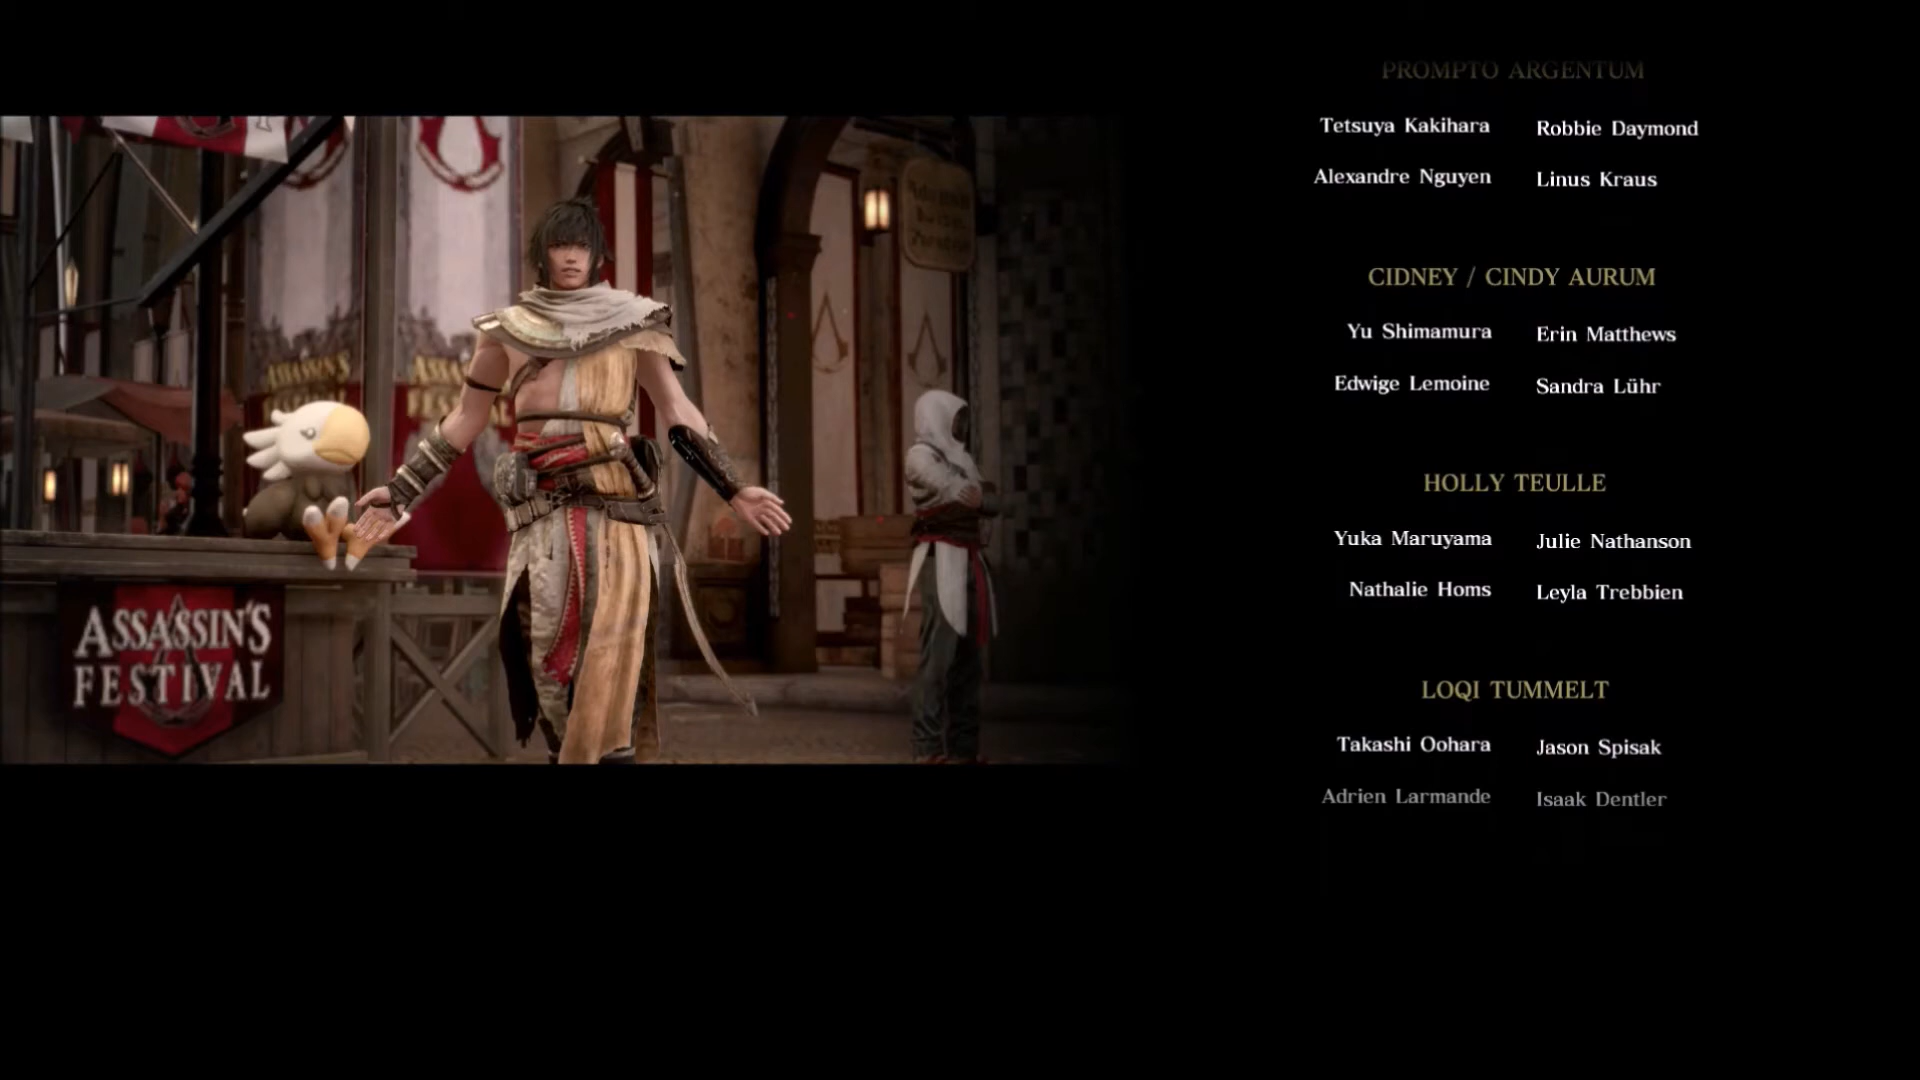 PROMPTO ARGENTUM
Tetsuya Kakihara Robbie Daymond
Alexandre Nguyen Linus Kraus
CIDNEY / CINDY AURUM
Yu Shimamura Erin Matthews
Edwige Lemoine Sandra Lühr
HOLLY TEULLE
Yuka Maruyama Julie Nathanson
Nathalie Homs Leyla Trebbien
LOQI TUMMELT
Takashi Oohara Jason Spisak
Adrien Larmande Isaak Dentler
ASSASSIN'S
FESTIVAL
ASSASSIN'S